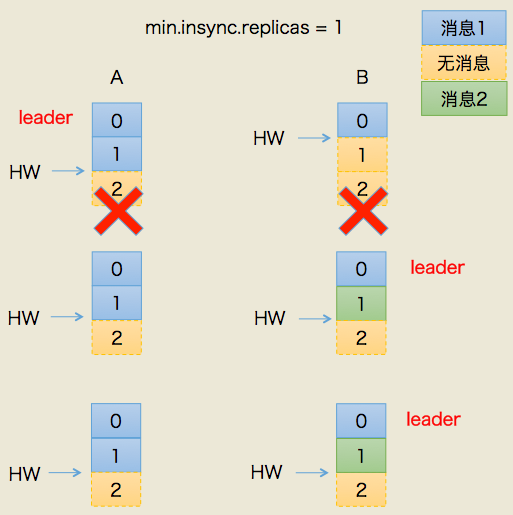 min.insync.replicas = 1
消息1
无消息
消息2
A
B
leader
0
1
HW
2
HW
0
1
2
0
1
HW
2
leader
0
1
HW
2
0
1
HW
2
leader
0
1
HW
2